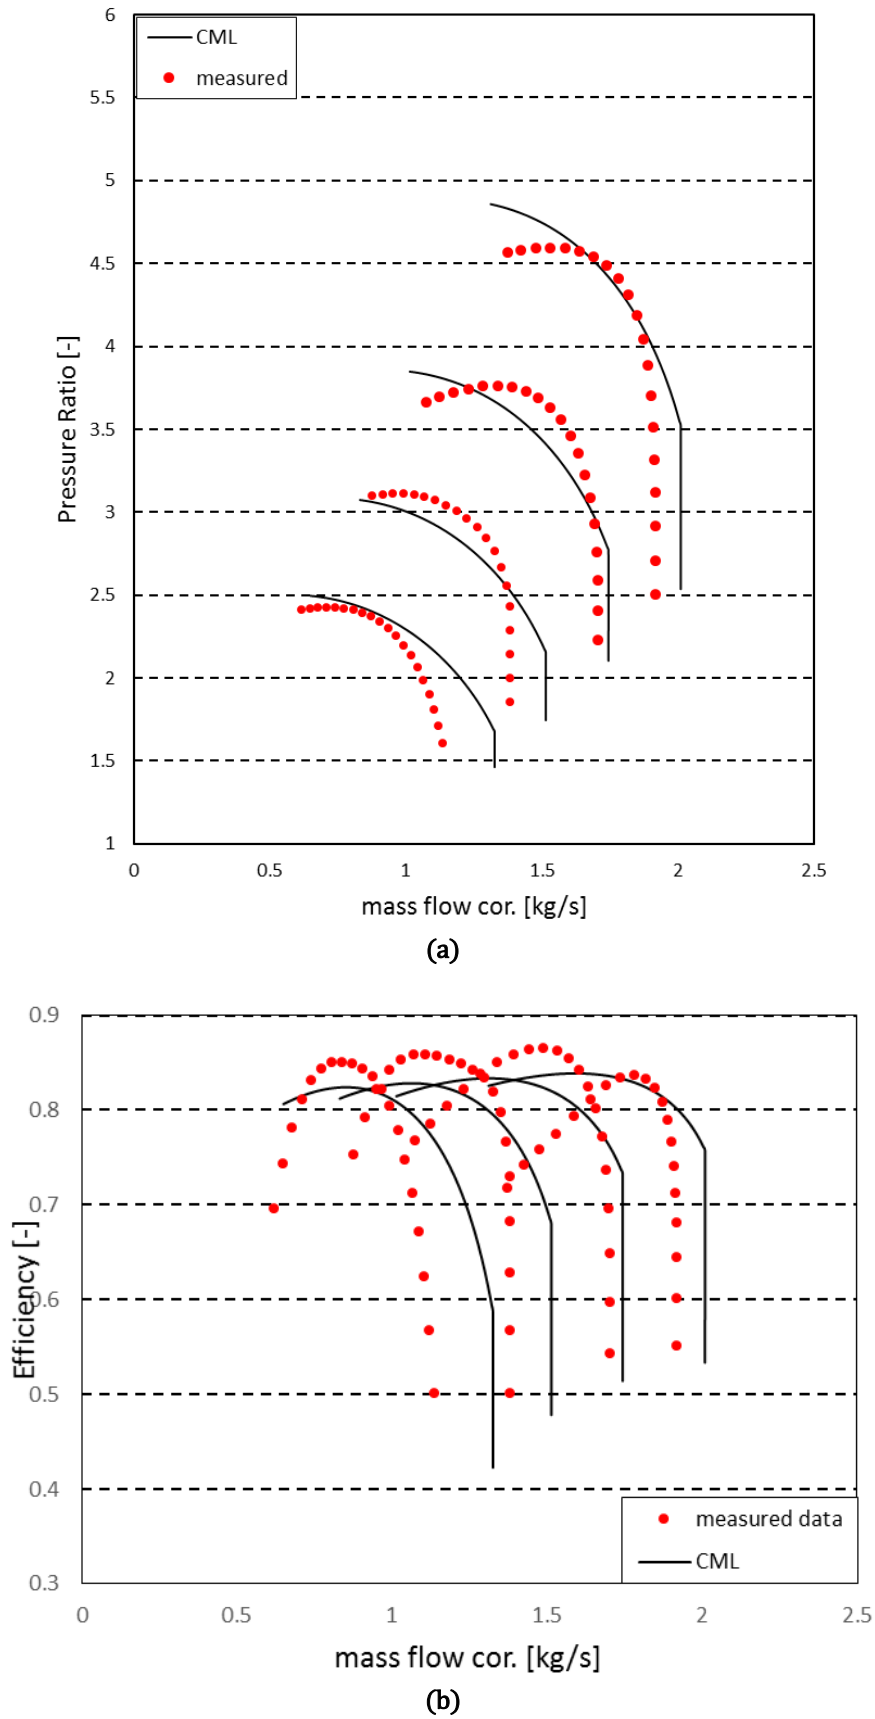 6
CML
measured
5.5
5
4.5
4
3.5
3
2.5
2
1.5
1
Pressure Ratio [-]
0 0.5 1 1.5 2 2.5
mass flow cor. [kg/s]
(a)
0.9
0.8
0.7
0.6
0.5
0.4
0.3
Efficiency [-]
measured data
CML
0 0.5 1 1.5 2 2.5
mass flow cor. [kg/s]
(b)